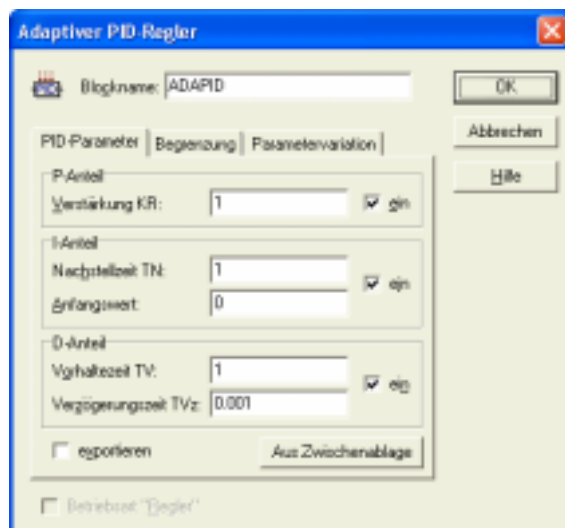 Adaptiver PID-Regler
Blockname: ADAPID
OK
Abbrechen
Hilfe
PID-Parameter Begrenzung Parametervariation
P-Anteil
Verstärkung KR: 1 ein
I-Anteil
Nachstellzeit TN: 1
ein
Anfangswert: 0
D-Anteil
Vorhaltezeit TV: 1
ein
Verzögerungszeit TVz: 0.001
exportieren Aus Zwischenablage
Betriebsart "Regler"